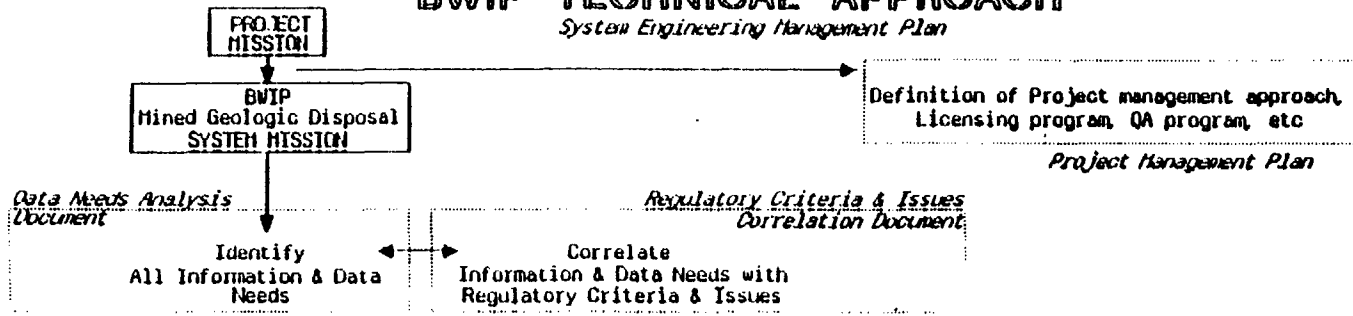 BWIP TECHNICAL APPROACH
System Engineering Management Plan
PROJECT
MISSION
BWIP
Mined Geologic Disposal
SYSTEM MISSION
Definition of Project management approach,
Licensing program, QA program, etc
Project Management Plan
Data Needs Analysis
Document
Regulatory Criteria & Issues
Correlation Document
Identify
All Information & Data
Needs
Correlate
Information & Data Needs with
Regulatory Criteria & Issues